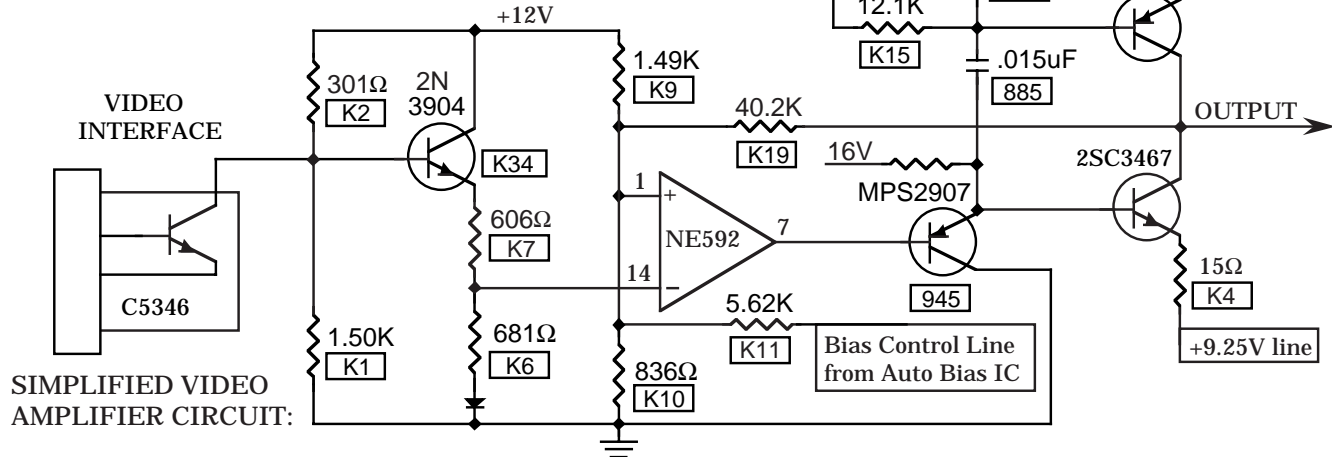 +12V
12.1K
K15
.015uF
885
301Ω
K2
2N
3904
K34
1.49K
K9
40.2K
K19
OUTPUT
VIDEO
INTERFACE
16V
2SC3467
MPS2907
1
+
NE592
7
606Ω
K7
14
−
945
15Ω
K4
C5346
1.50K
K1
681Ω
K6
5.62K
K11
Bias Control Line
from Auto Bias IC
+9.25V line
836Ω
K10
SIMPLIFIED VIDEO
AMPLIFIER CIRCUIT: